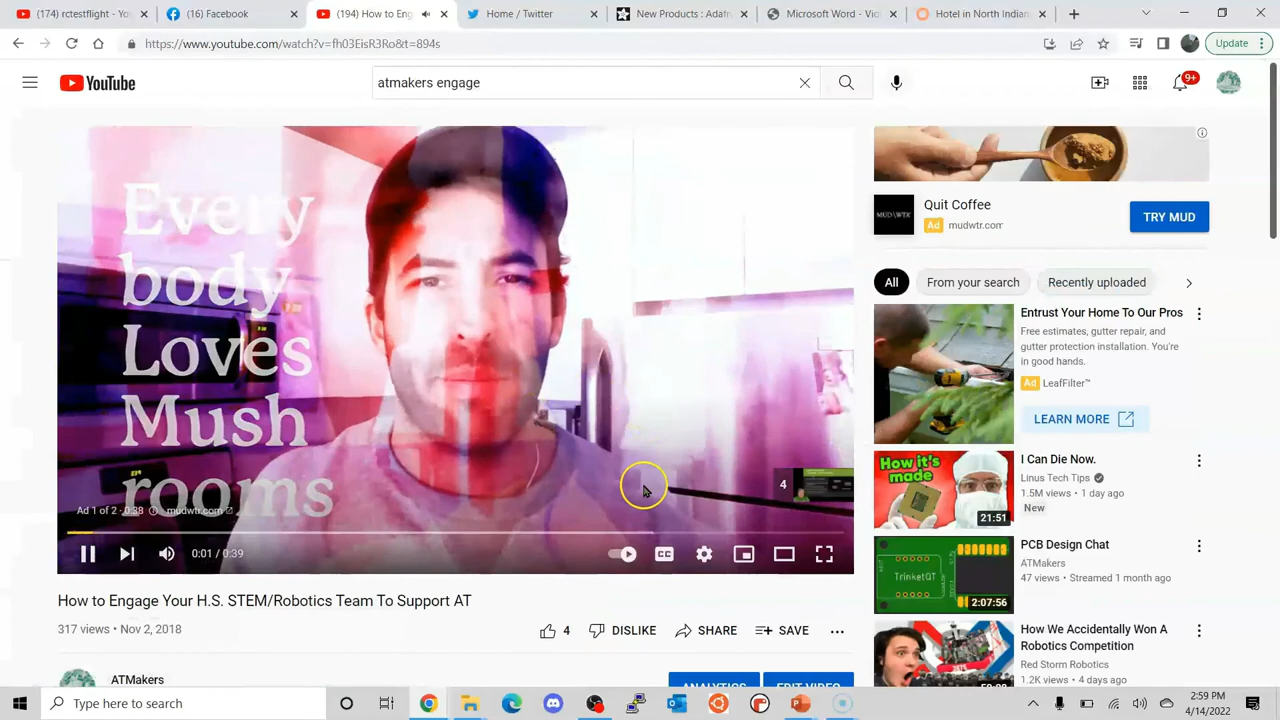 (174) rctestflight - You
(16) Facebook
(194) How to Eng
Home / Twitter
New Products : Adafr
Microsoft Word - Vio
Hotel in North Indian
https://www.youtube.com/watch?v=fh03EisR3Ro&t=894s
Update
YouTube
atmakers engage
9+
Every
body
Loves
Mush
rooms
Ad 1 of 2 · 0:38
mudwtr.com
4
0:01 / 0:39
CC
MUD\WTR
Quit Coffee
Ad mudwtr.com
TRY MUD
All
From your search
Recently uploaded
Entrust Your Home To Our Pros
Free estimates, gutter repair, and
gutter protection installation. You're
in good hands.
Ad LeafFilter™
LEARN MORE
How it's
made
21:51
I Can Die Now.
Linus Tech Tips
1.5M views • 1 day ago
New
TrinketQT
2:07:56
PCB Design Chat
ATMakers
47 views • Streamed 1 month ago
How We Accidentally Won A
Robotics Competition
Red Storm Robotics
1.2K views • 4 days ago
How to Engage Your H.S. STEM/Robotics Team To Support AT
317 views • Nov 2, 2018
4
DISLIKE
SHARE
SAVE
ATMakers
ANALYTICS
EDIT VIDEO
Type here to search
2:59 PM
4/14/2022